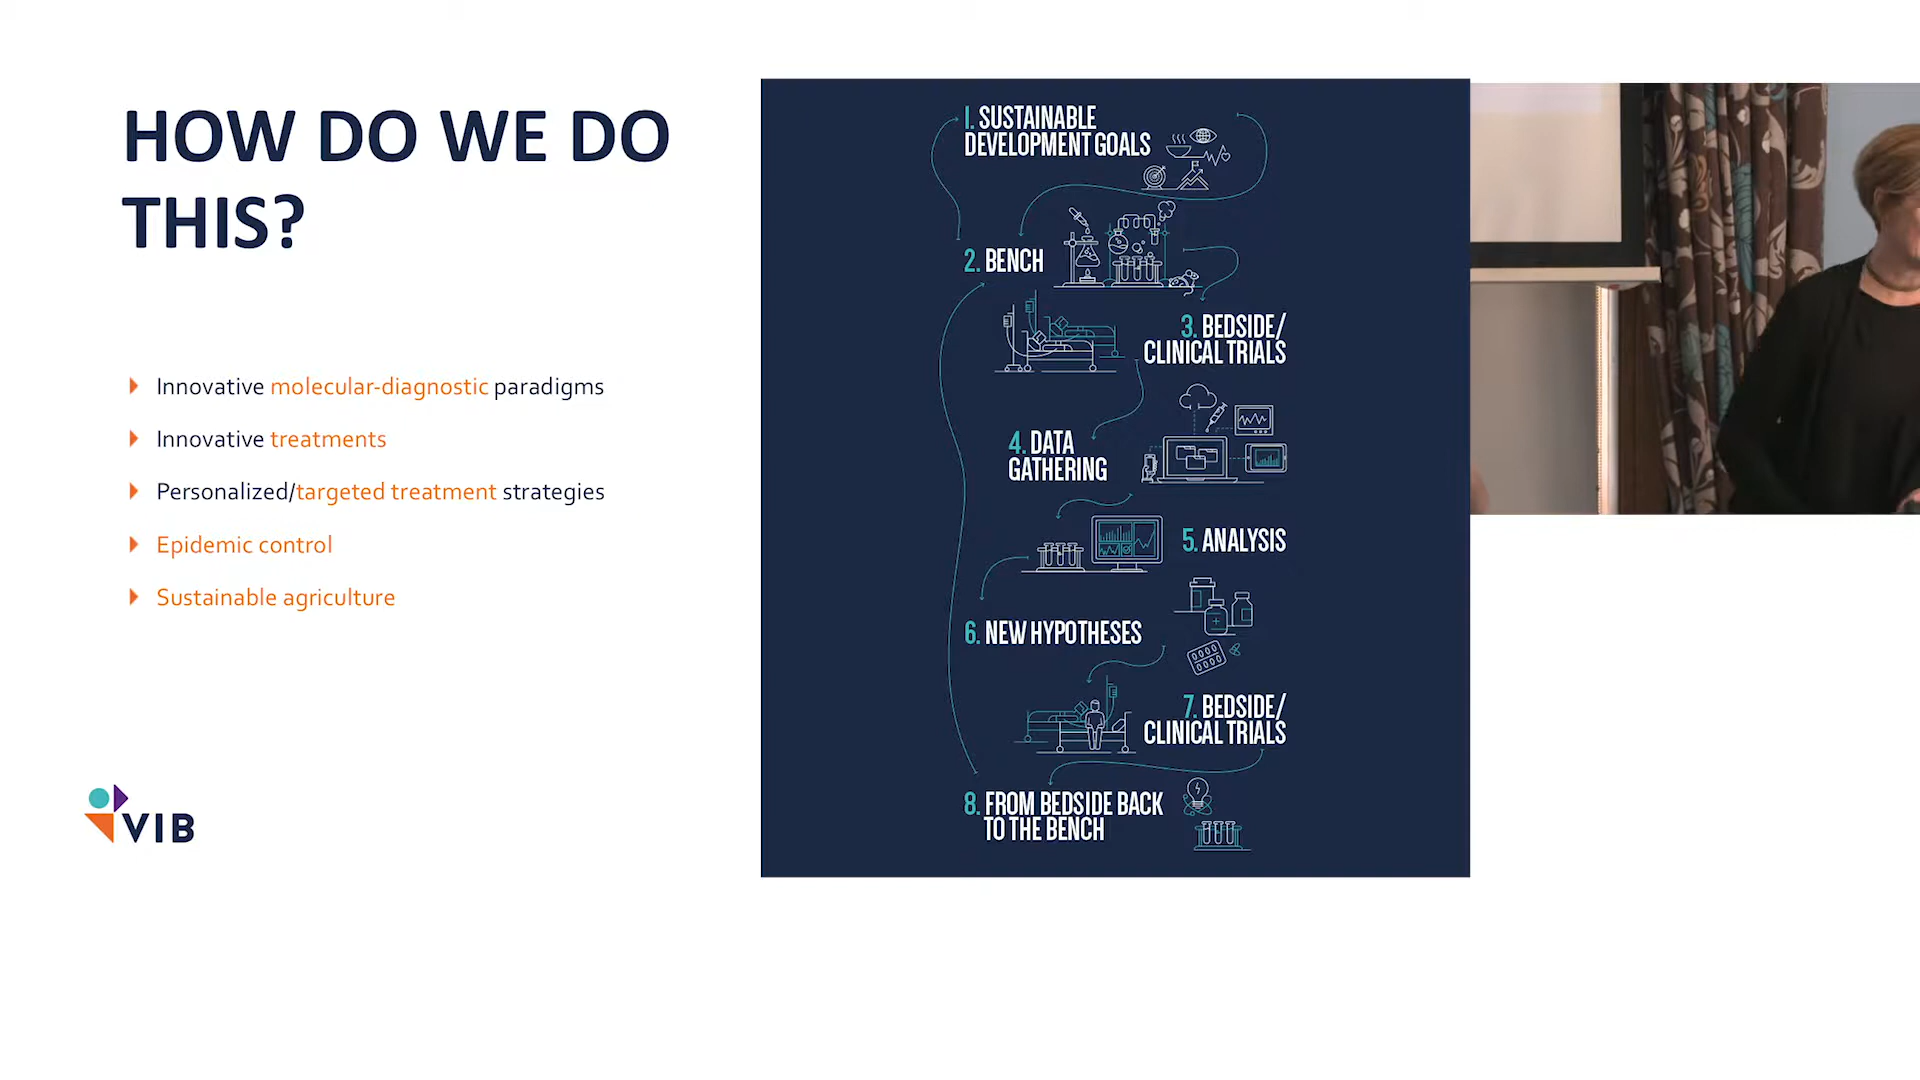 HOW DO WE DO
THIS?
Innovative molecular-diagnostic paradigms
Innovative treatments
Personalized/targeted treatment strategies
Epidemic control
Sustainable agriculture
VIB
1. SUSTAINABLE
DEVELOPMENT GOALS
2. BENCH
3. BEDSIDE/
CLINICAL TRIALS
4. DATA
GATHERING
5. ANALYSIS
6. NEW HYPOTHESES
7. BEDSIDE/
CLINICAL TRIALS
8. FROM BEDSIDE BACK
TO THE BENCH